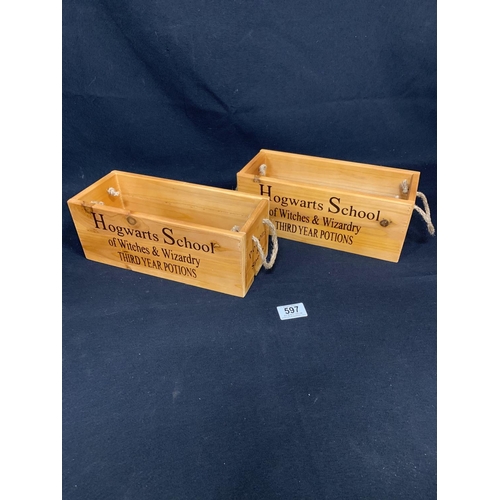 Hogwarts School
of Witches & Wizardry
THIRD YEAR POTIONS
Hogwarts School
of Witches & Wizardry
THIRD YEAR POTIONS
597